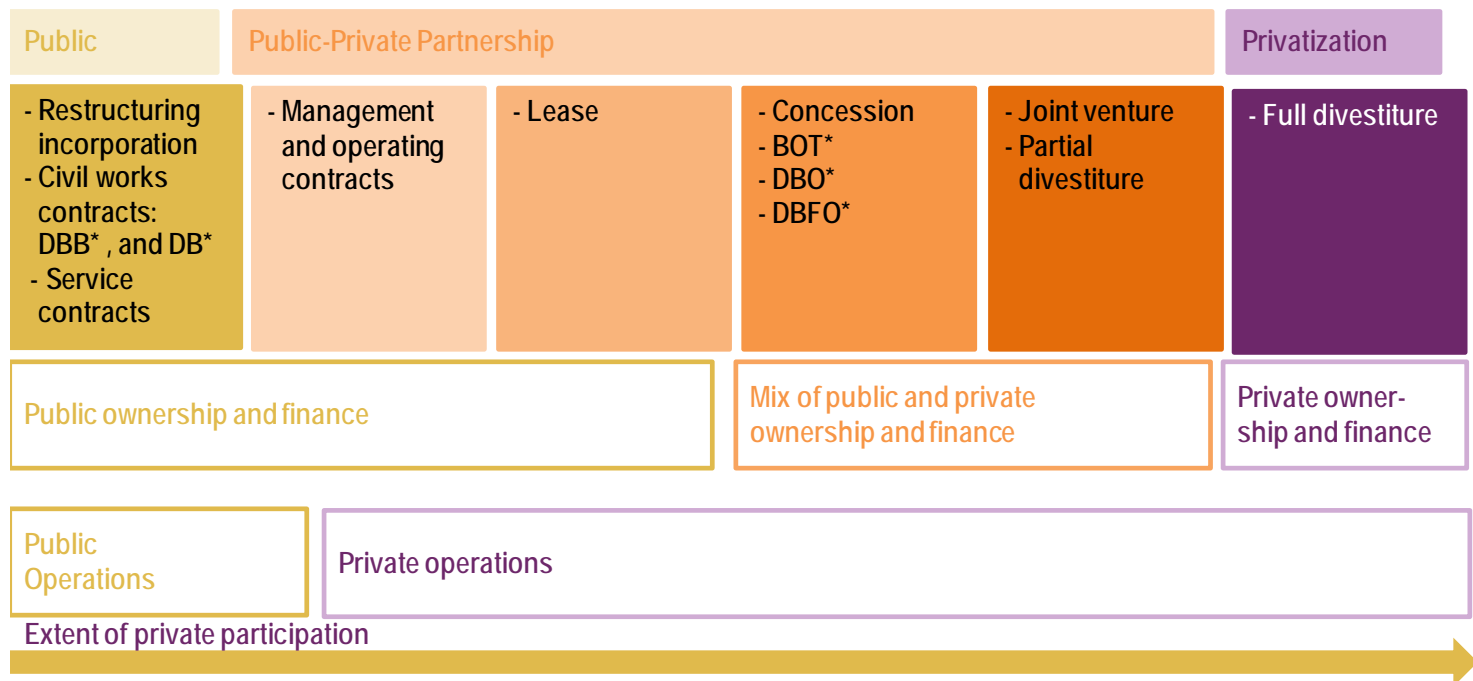 Public
Public-Private Partnership
Privatization
- Restructuring
incorporation
- Civil works
contracts:
DBB* , and DB*
- Service
contracts
- Management
and operating
contracts
- Lease
- Concession
- BOT*
- DBO*
- DBFO*
- Joint venture
- Partial
divestiture
- Full divestiture
Public ownership and finance
Mix of public and private
ownership and finance
Private owner-
ship and finance
Public
Operations
Private operations
Extent of private participation